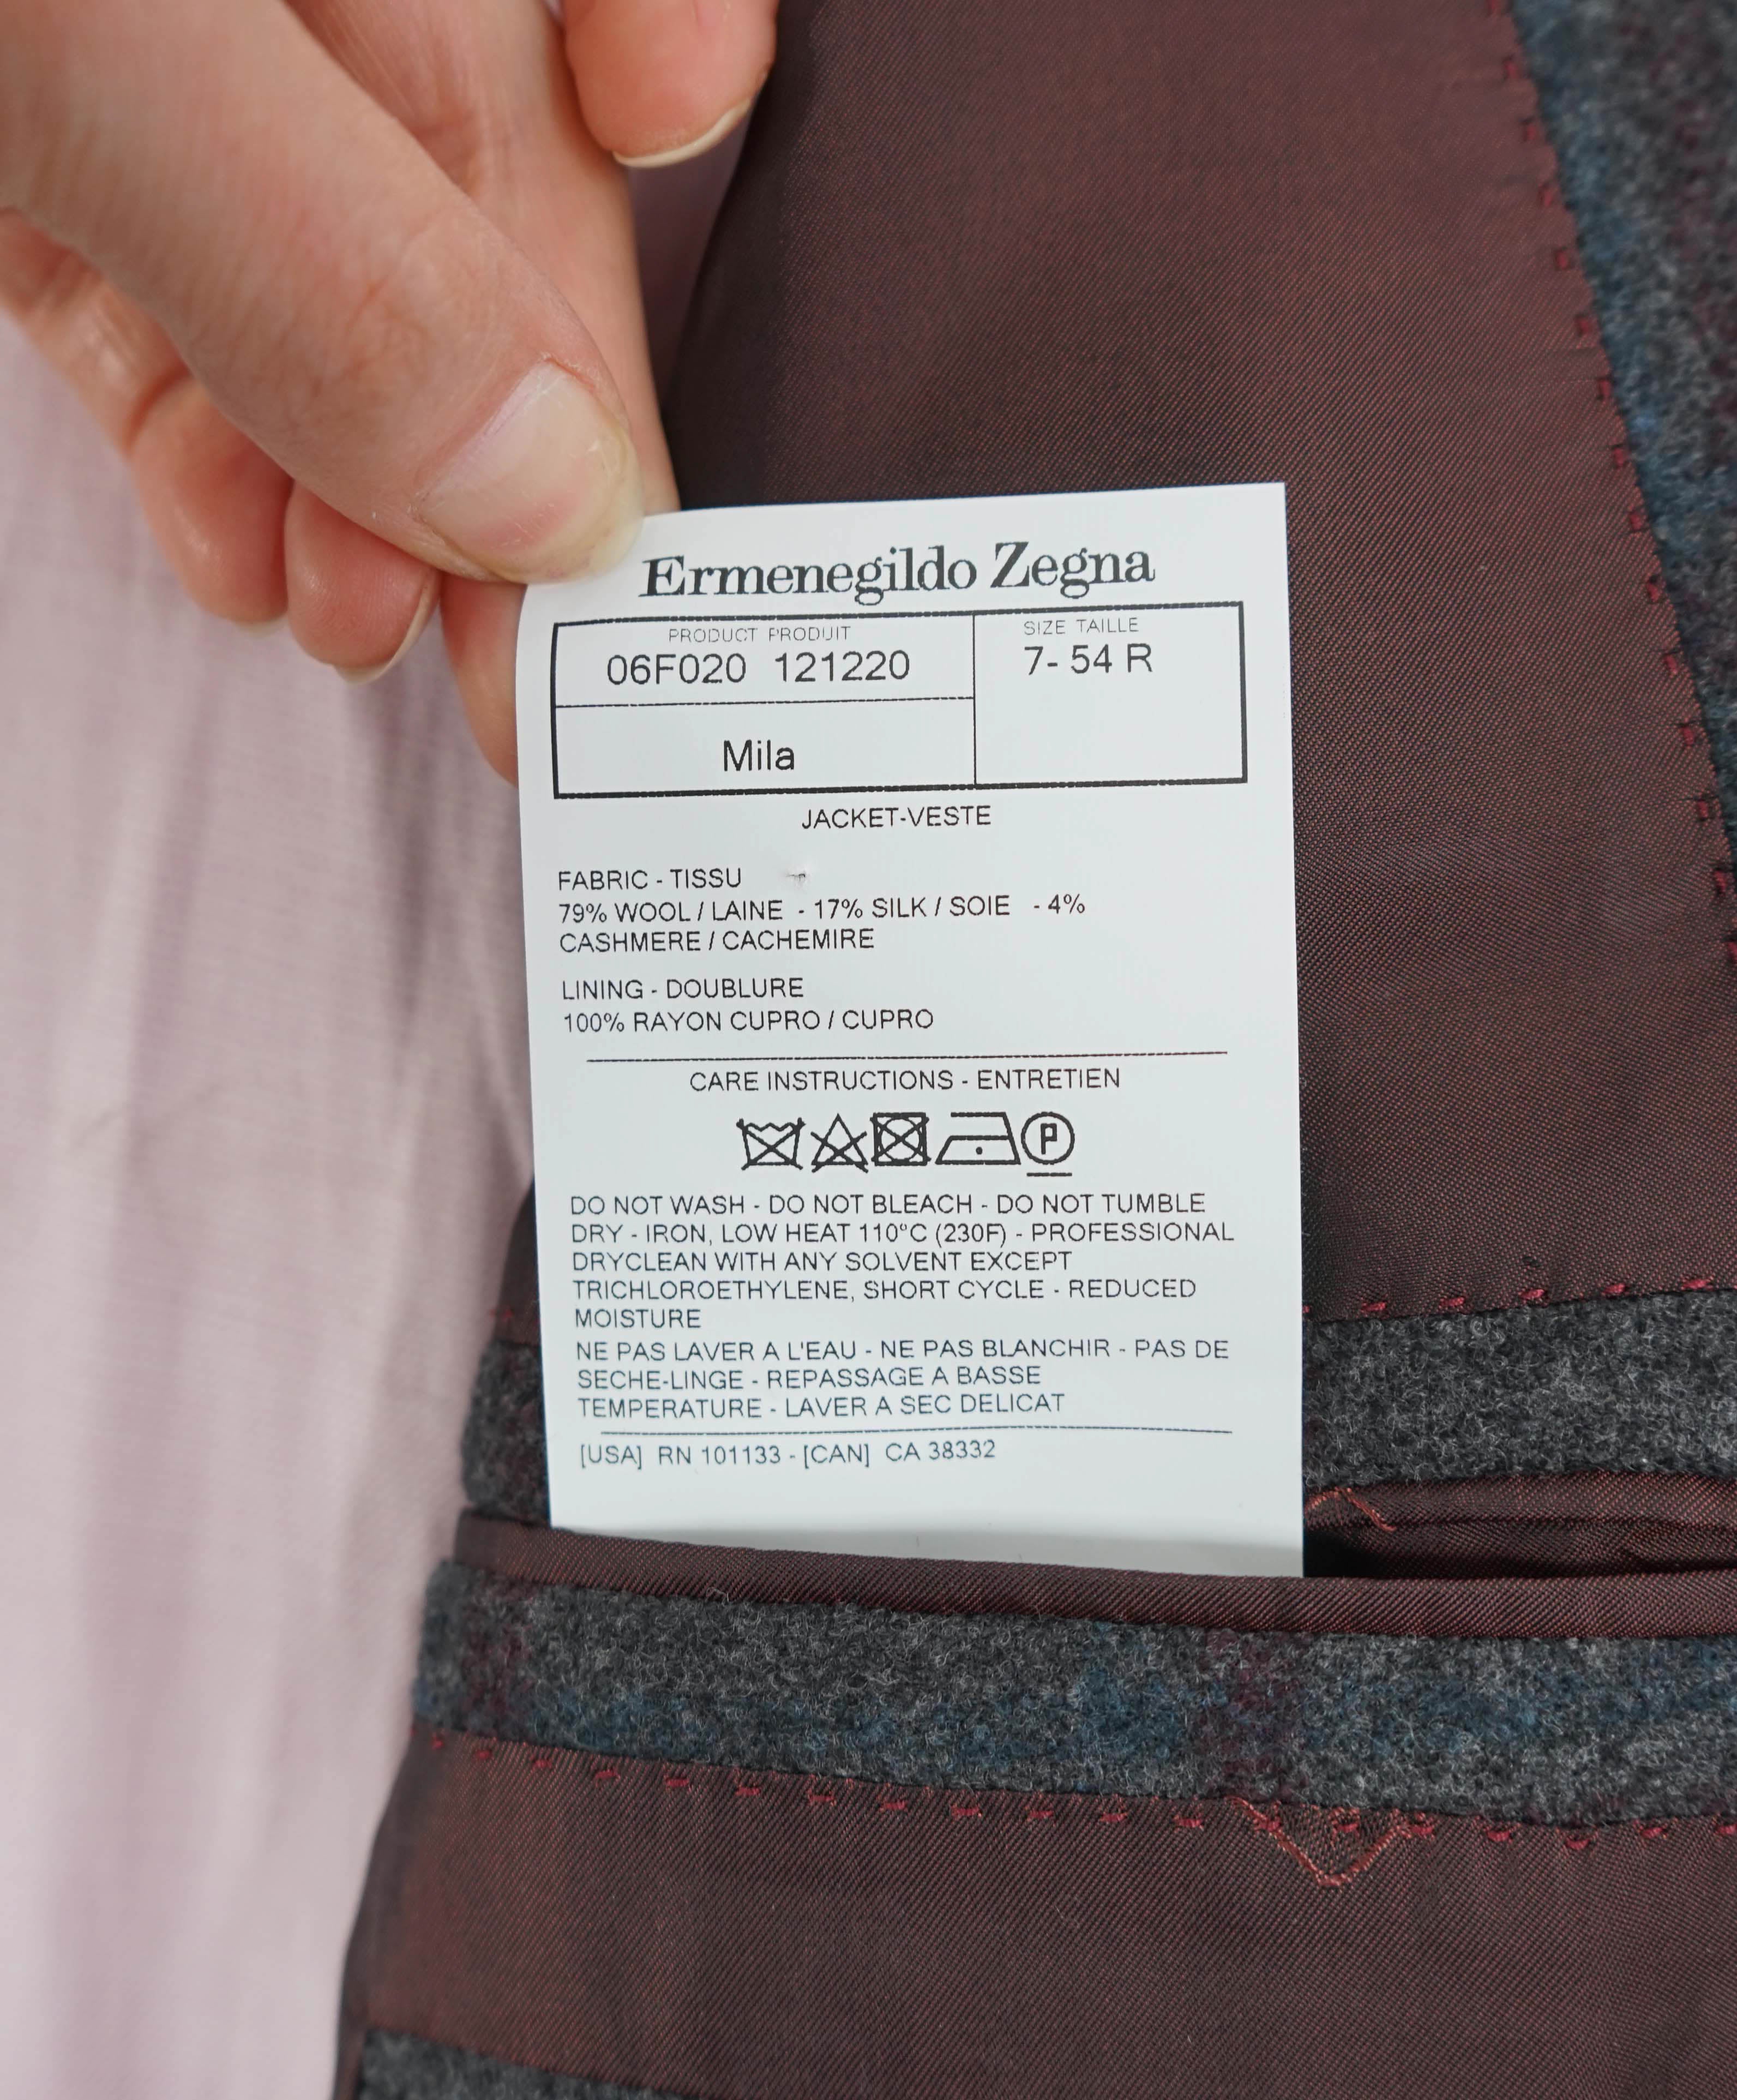 Ermenegildo Zegna
PRODUCT PRODUIT
06F020 121220
SIZE TAILLE
7- 54 R
Mila
JACKET-VESTE
FABRIC - TISSU
79% WOOL / LAINE - 17% SILK / SOIE - 4%
CASHMERE / CACHEMIRE
LINING - DOUBLURE
100% RAYON CUPRO / CUPRO
CARE INSTRUCTIONS - ENTRETIEN
P
DO NOT WASH - DO NOT BLEACH - DO NOT TUMBLE
DRY - IRON, LOW HEAT 110°C (230F) - PROFESSIONAL
DRYCLEAN WITH ANY SOLVENT EXCEPT
TRICHLOROETHYLENE, SHORT CYCLE - REDUCED
MOISTURE
NE PAS LAVER A L'EAU - NE PAS BLANCHIR - PAS DE
SECHE-LINGE - REPASSAGE A BASSE
TEMPERATURE - LAVER A SEC DELICAT
[USA] RN 101133 - [CAN] CA 38332